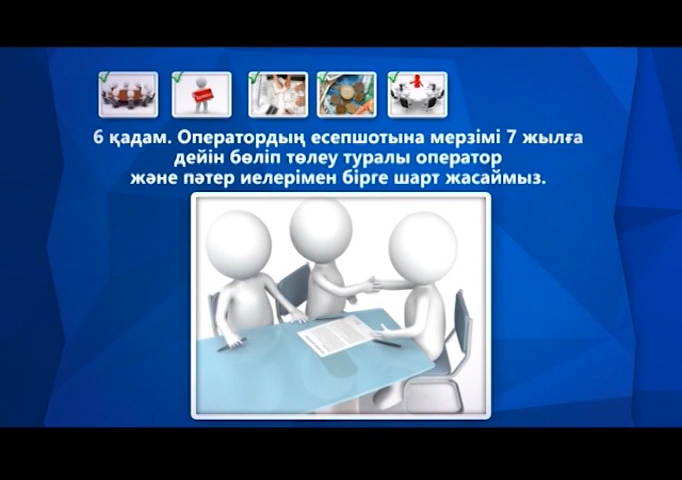 6 қадам. Оператордың есепшотына мерзімі 7 жылға
дейін бөліп төлеу туралы оператор
және пәтер иелерімен бірге шарт жасаймыз.